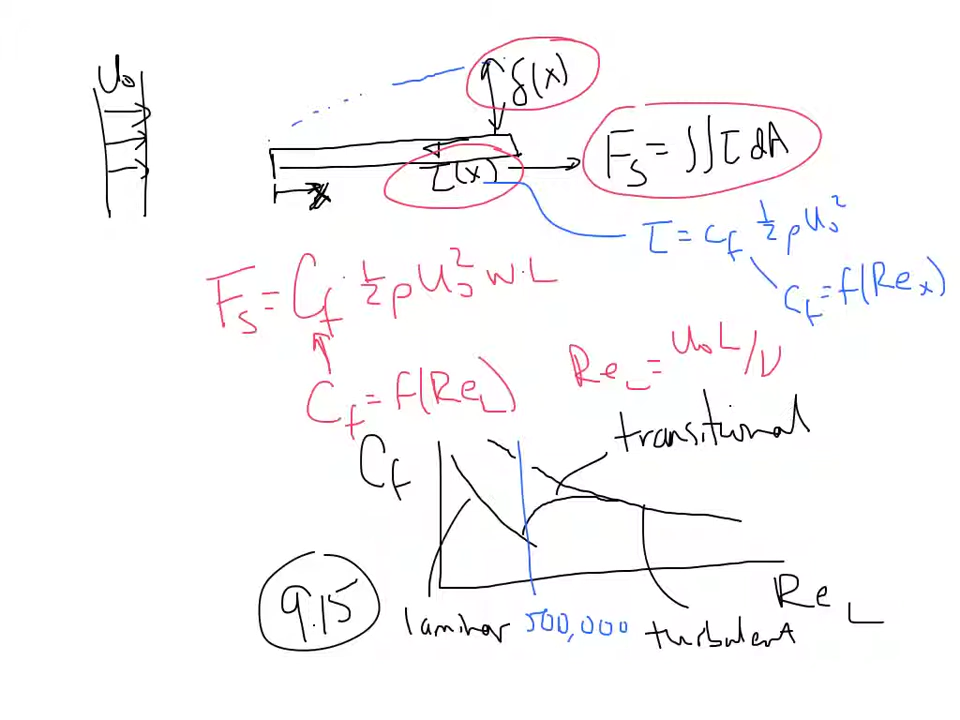 U₀
δ(x)
F_s = ∫∫ τ dA
τ(x)
x
τ = c_f ½ρU₀²
c_f = f(Re_x)
F_s = C_f ½ρU₀² W·L
C_f = f(Re_L)
Re_L = U₀L/ν
transitional
C_f
Re_L
9.15
laminar
500,000
turbulent